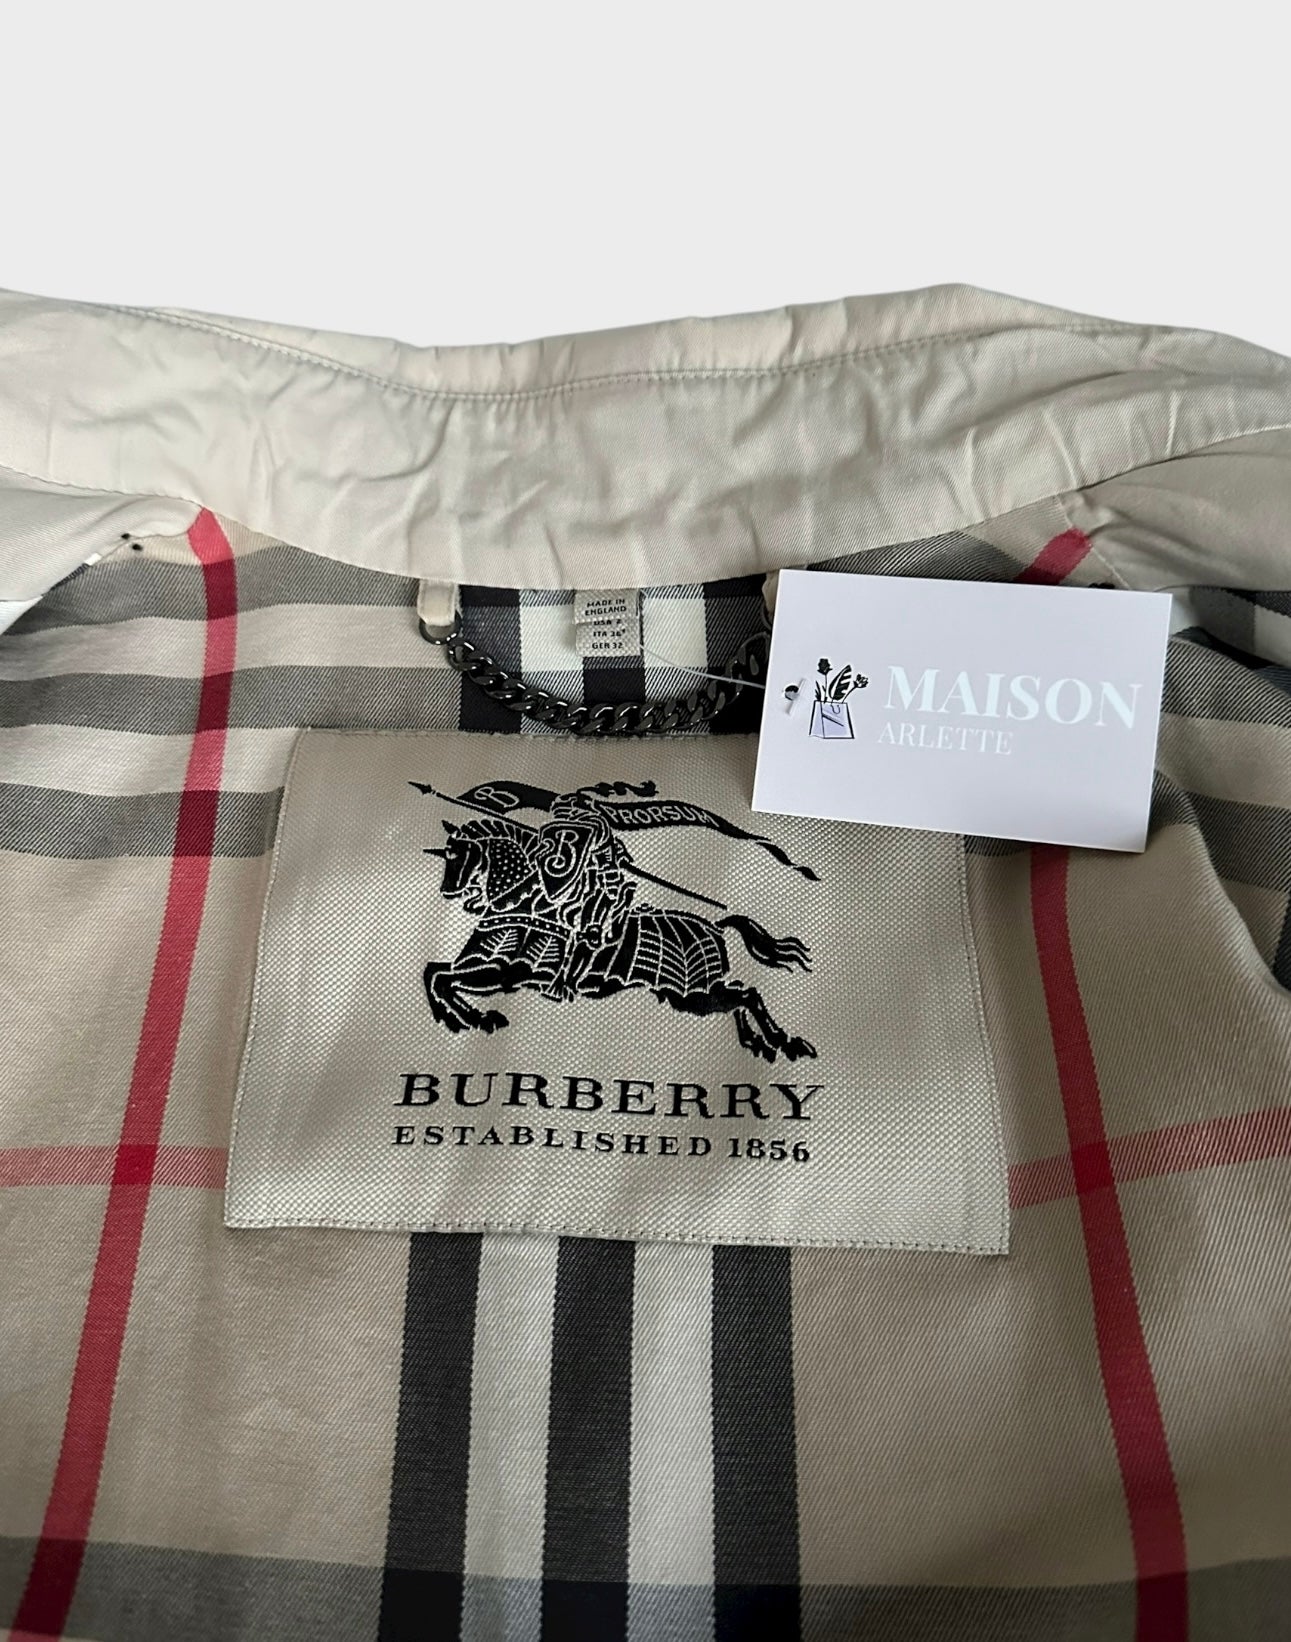 MADE IN
ENGLAND
ITA 36
GER 32
MAISON
ARLETTE
B PRORSUM
B
BURBERRY
ESTABLISHED 1856